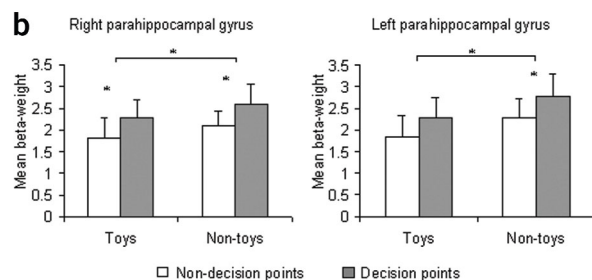 b
Right parahippocampal gyrus
Left parahippocampal gyrus
*
*
*
*
*
Mean beta-weight
3.5
3
2.5
2
1.5
1
0.5
0
Toys
Non-toys
Mean beta-weight
3.5
3
2.5
2
1.5
1
0.5
0
Toys
Non-toys
Non-decision points
Decision points